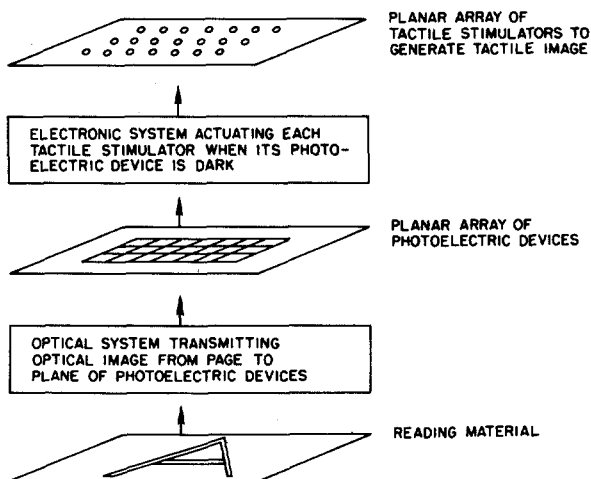 PLANAR ARRAY OF
TACTILE STIMULATORS TO
GENERATE TACTILE IMAGE
ELECTRONIC SYSTEM ACTUATING EACH
TACTILE STIMULATOR WHEN ITS PHOTO-
ELECTRIC DEVICE IS DARK
PLANAR ARRAY OF
PHOTOELECTRIC DEVICES
OPTICAL SYSTEM TRANSMITTING
OPTICAL IMAGE FROM PAGE TO
PLANE OF PHOTOELECTRIC DEVICES
READING MATERIAL
A